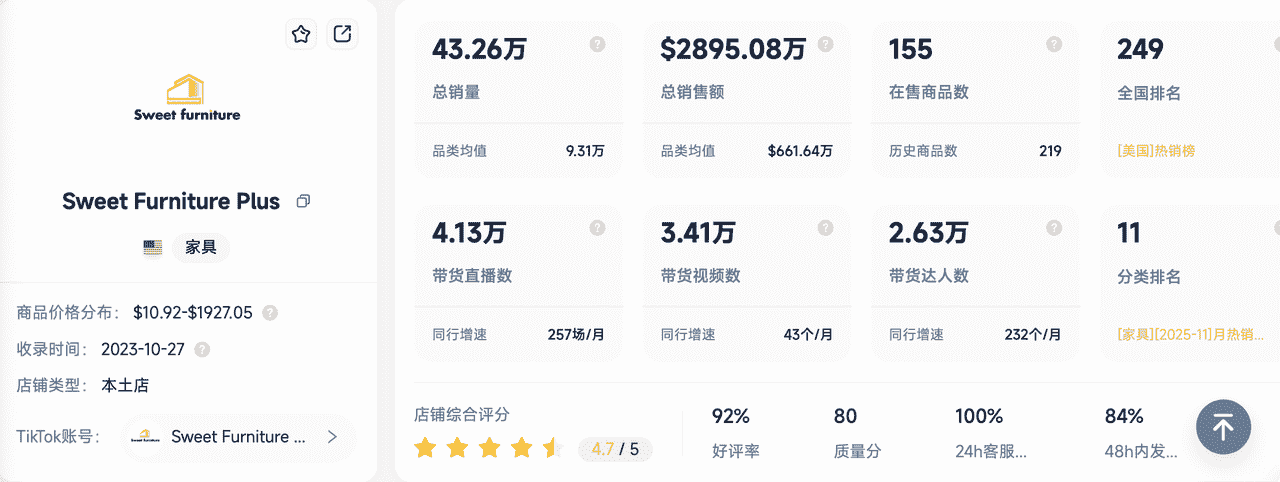 Sweet furniture
Sweet Furniture Plus
家具
商品价格分布： $10.92-$1927.05 ?
收录时间： 2023-10-27 ?
店铺类型： 本土店
TikTok账号： Sweet furniture Sweet Furniture ...
43.26万 ?
总销量
品类均值 9.31万
$2895.08万 ?
总销售额
品类均值 $661.64万
155 ?
在售商品数
历史商品数 219
249
全国排名
[美国]热销榜
4.13万 ?
带货直播数
同行增速 257场/月
3.41万 ?
带货视频数
同行增速 43个/月
2.63万 ?
带货达人数
同行增速 232个/月
11
分类排名
[家具][2025-11]月热销...
店铺综合评分
4.7 / 5
92%
好评率
80
质量分
100%
24h客服...
84%
48h内发...